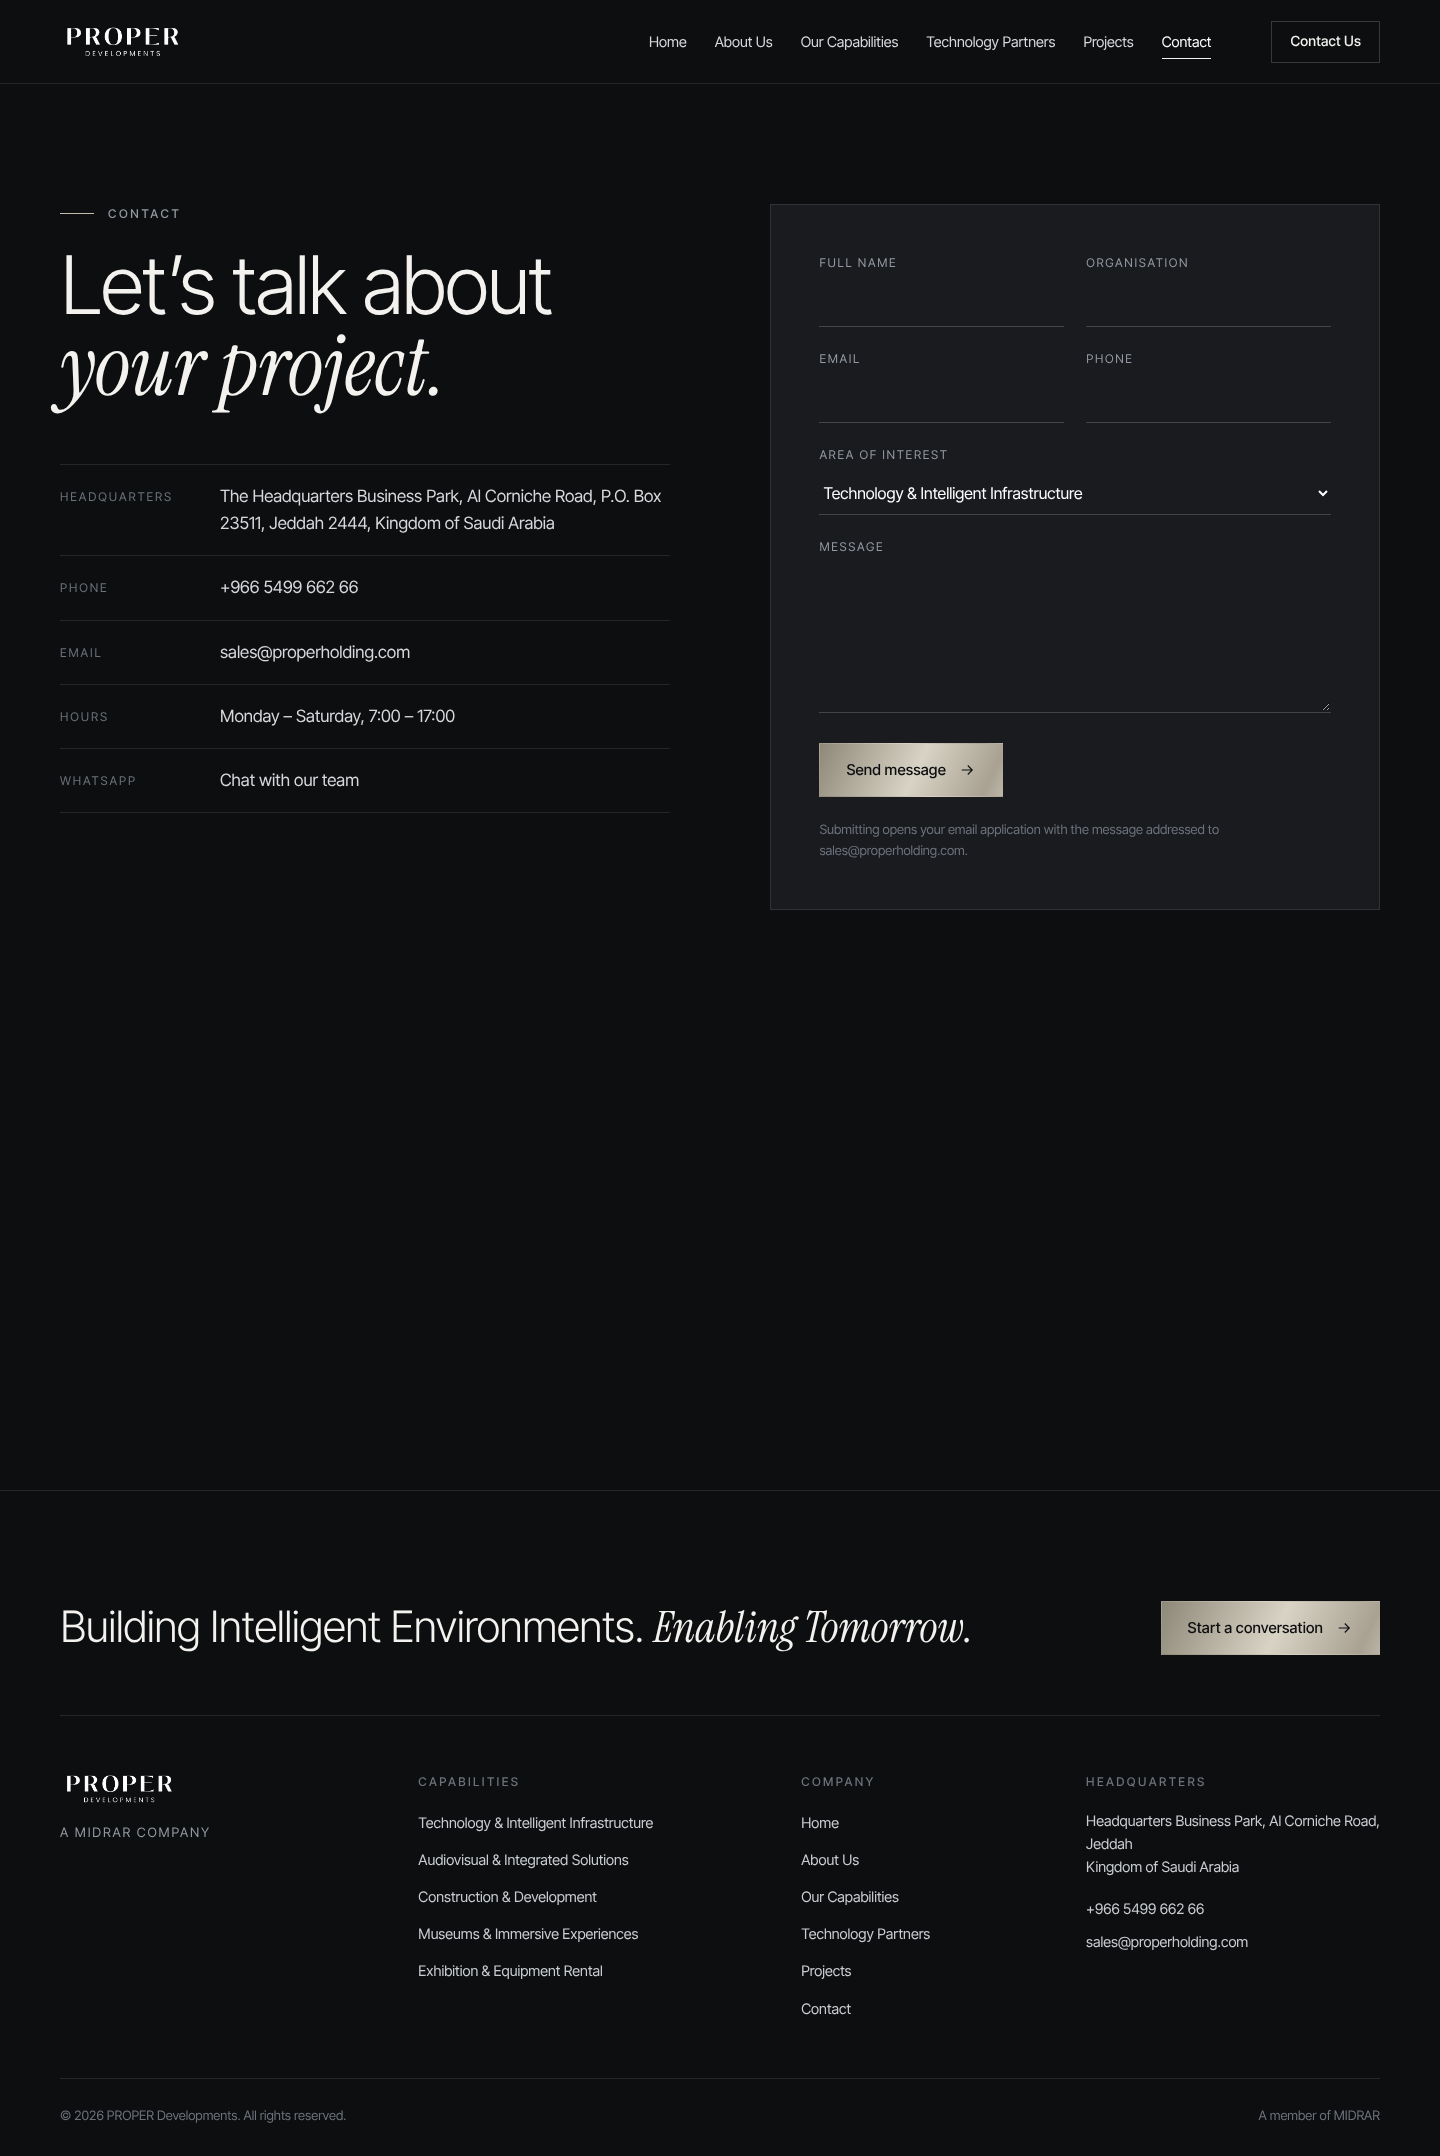 PROPER
DEVELOPMENTS
Home
About Us
Our Capabilities
Technology Partners
Projects
Contact
Contact Us
CONTACT
Let’s talk about
your project.
HEADQUARTERS
The Headquarters Business Park, Al Corniche Road, P.O. Box
23511, Jeddah 2444, Kingdom of Saudi Arabia
PHONE
+966 5499 662 66
EMAIL
sales@properholding.com
HOURS
Monday – Saturday, 7:00 – 17:00
WHATSAPP
Chat with our team
FULL NAME
ORGANISATION
EMAIL
PHONE
AREA OF INTEREST
Technology & Intelligent Infrastructure
MESSAGE
Send message →
Submitting opens your email application with the message addressed to
sales@properholding.com.
Building Intelligent Environments. Enabling Tomorrow.
Start a conversation →
PROPER
DEVELOPMENTS
A MIDRAR COMPANY
CAPABILITIES
Technology & Intelligent Infrastructure
Audiovisual & Integrated Solutions
Construction & Development
Museums & Immersive Experiences
Exhibition & Equipment Rental
COMPANY
Home
About Us
Our Capabilities
Technology Partners
Projects
Contact
HEADQUARTERS
Headquarters Business Park, Al Corniche Road,
Jeddah
Kingdom of Saudi Arabia
+966 5499 662 66
sales@properholding.com
© 2026 PROPER Developments. All rights reserved.
A member of MIDRAR